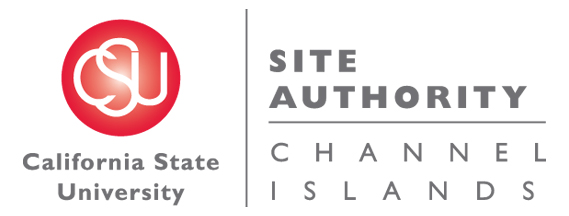 CSU
California State
University
SITE
AUTHORITY
CHANNEL
ISLANDS